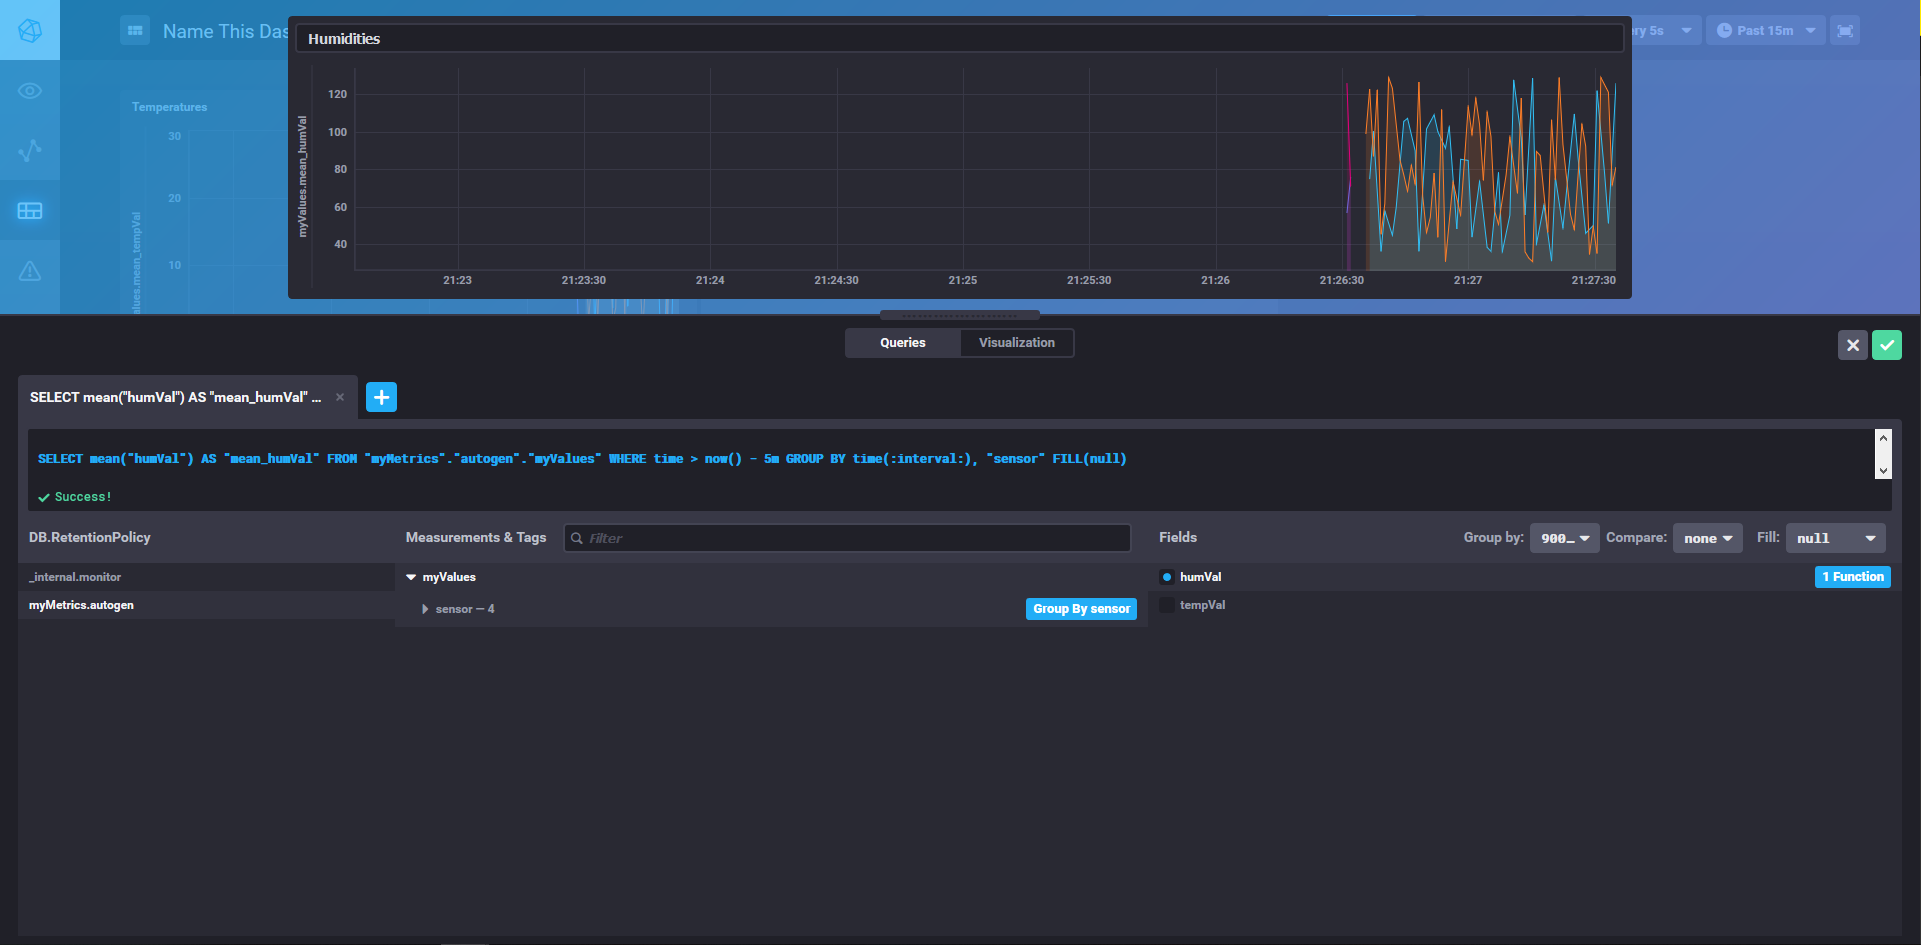 Name This Das
ry 5s
Past 15m
Humidities
Temperatures
30
20
10
alues.mean_tempVal
myValues.mean_humVal
120
100
80
60
40
21:23
21:23:30
21:24
21:24:30
21:25
21:25:30
21:26
21:26:30
21:27
21:27:30
Queries
Visualization
SELECT mean("humVal") AS "mean_humVal" ...
SELECT mean("humVal") AS "mean_humVal" FROM "myMetrics"."autogen"."myValues" WHERE time > now() - 5m GROUP BY time(:interval:), "sensor" FILL(null)
Success!
DB.RetentionPolicy
Measurements & Tags
Filter
Fields
Group by:
900…
Compare:
none
Fill:
null
_internal.monitor
myValues
humVal
1 Function
myMetrics.autogen
sensor — 4
Group By sensor
tempVal